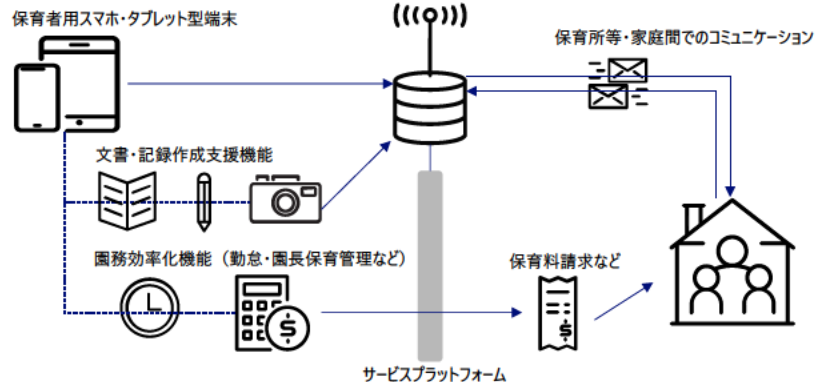 保育者用スマホ・タブレット型端末
保育所等・家庭間でのコミュニケーション
文書・記録作成支援機能
園務効率化機能（勤怠・園長保育管理など）
保育料請求など
サービスプラットフォーム